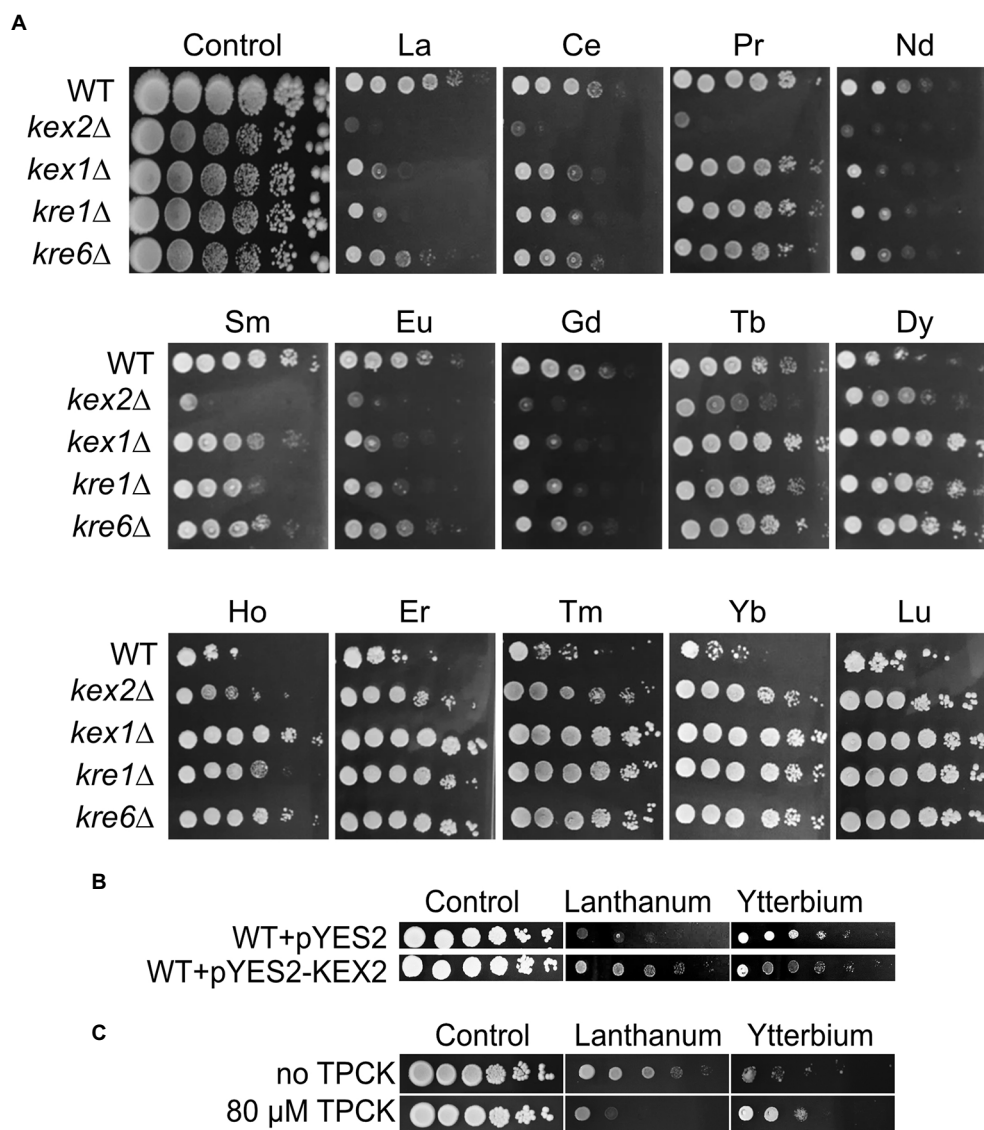 A
Control La Ce Pr Nd
WT
kex2Δ
kex1Δ
kre1Δ
kre6Δ
Sm Eu Gd Tb Dy
WT
kex2Δ
kex1Δ
kre1Δ
kre6Δ
Ho Er Tm Yb Lu
WT
kex2Δ
kex1Δ
kre1Δ
kre6Δ
B
Control Lanthanum Ytterbium
WT+pYES2
WT+pYES2-KEX2
C
Control Lanthanum Ytterbium
no TPCK
80 µM TPCK